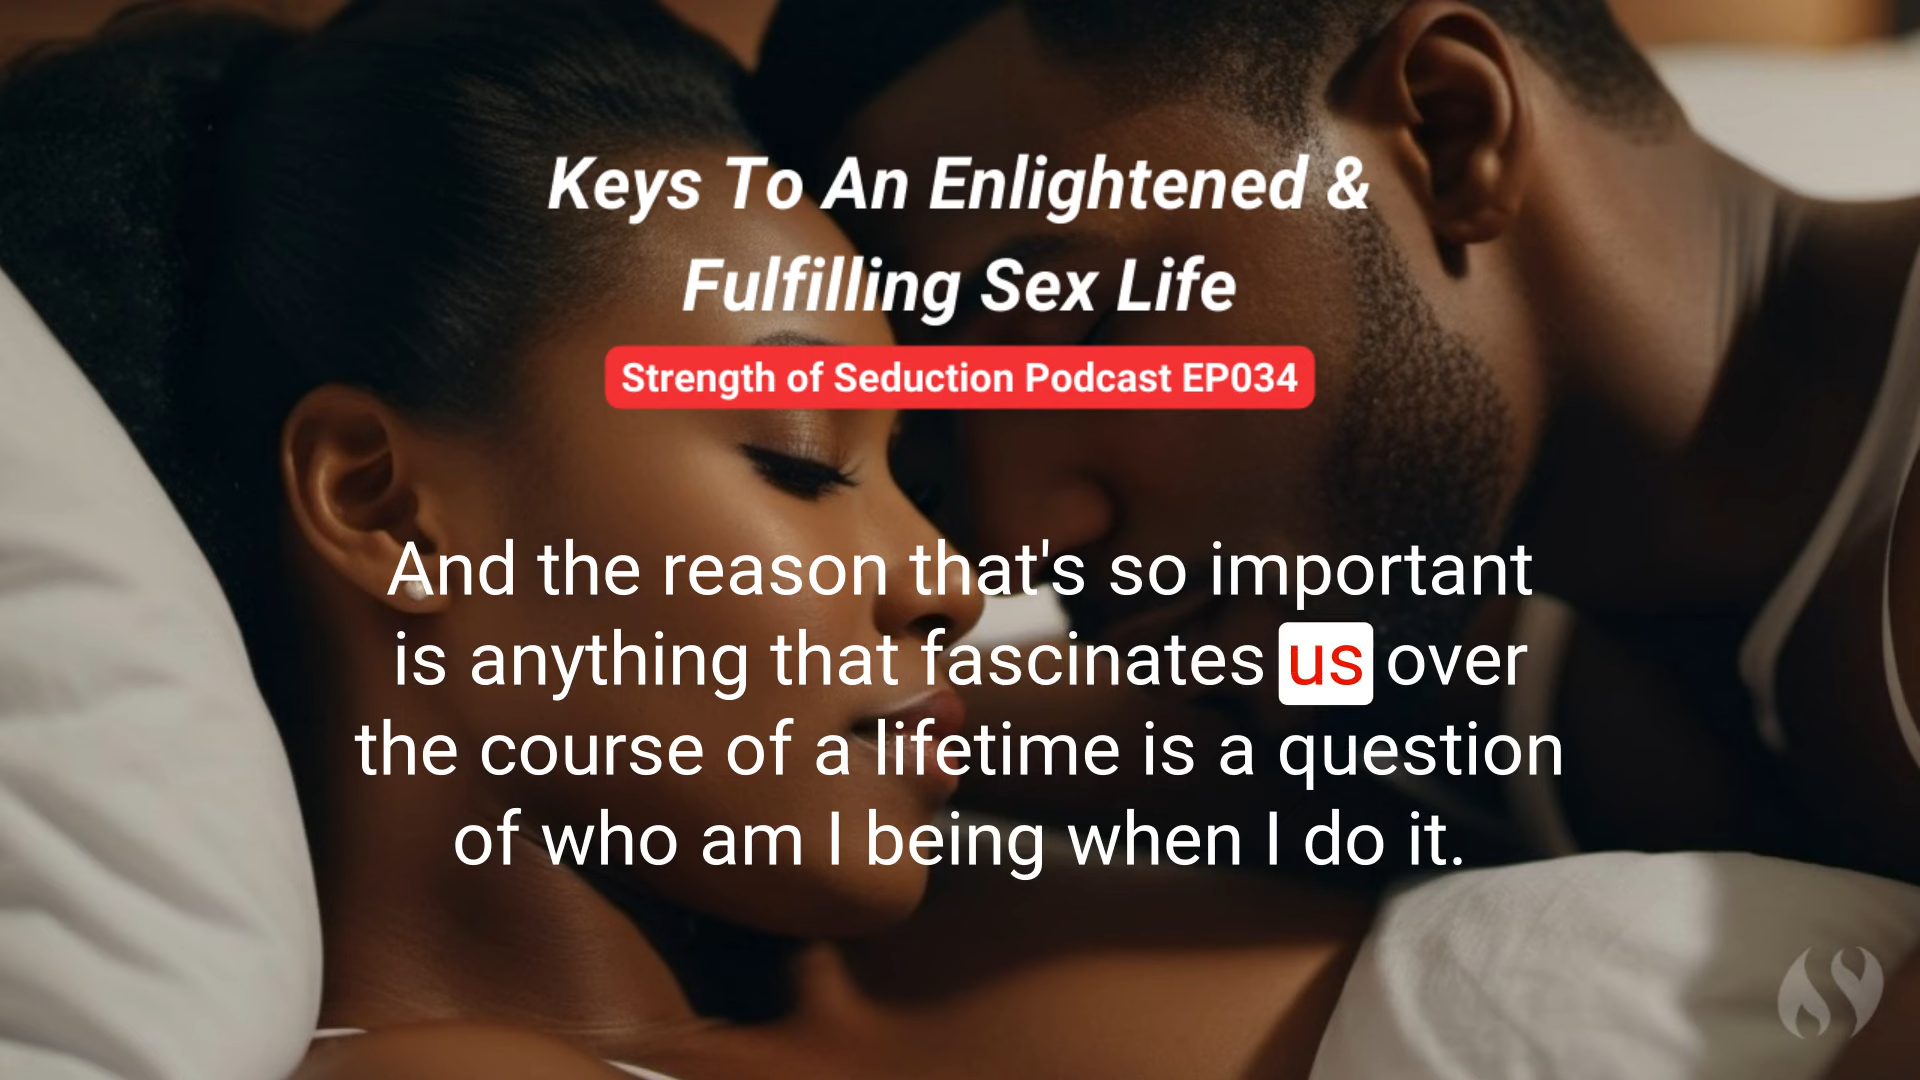 Keys To An Enlightened &
Fulfilling Sex Life
Strength of Seduction Podcast EP034
And the reason that's so important
is anything that fascinates us over
the course of a lifetime is a question
of who am I being when I do it.